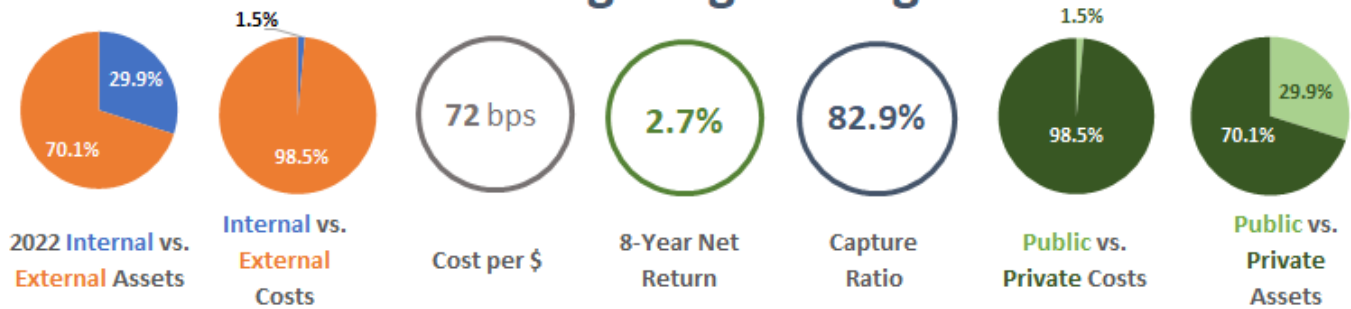 1.5%
1.5%
29.9%
70.1%
98.5%
72 bps
2.7%
82.9%
98.5%
29.9%
70.1%
2022 Internal vs.
External Assets
Internal vs.
External
Costs
Cost per $
8-Year Net
Return
Capture
Ratio
Public vs.
Private Costs
Public vs.
Private
Assets